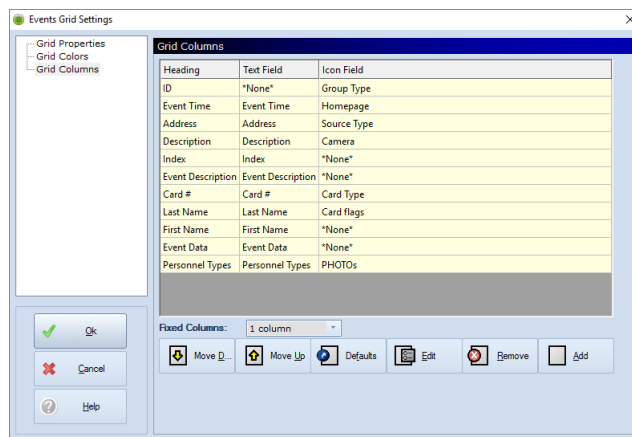 Events Grid Settings
Grid Properties
Grid Colors
Grid Columns
Grid Columns
Heading Text Field Icon Field
ID *None* Group Type
Event Time Event Time Homepage
Address Address Source Type
Description Description Camera
Index Index *None*
Event Description Event Description *None*
Card # Card # Card Type
Last Name Last Name Card flags
First Name First Name *None*
Event Data Event Data *None*
Personnel Types Personnel Types PHOTOs
Fixed Columns: 1 column
Move D... Move Up Defaults Edit Remove Add
Ok
Cancel
Help